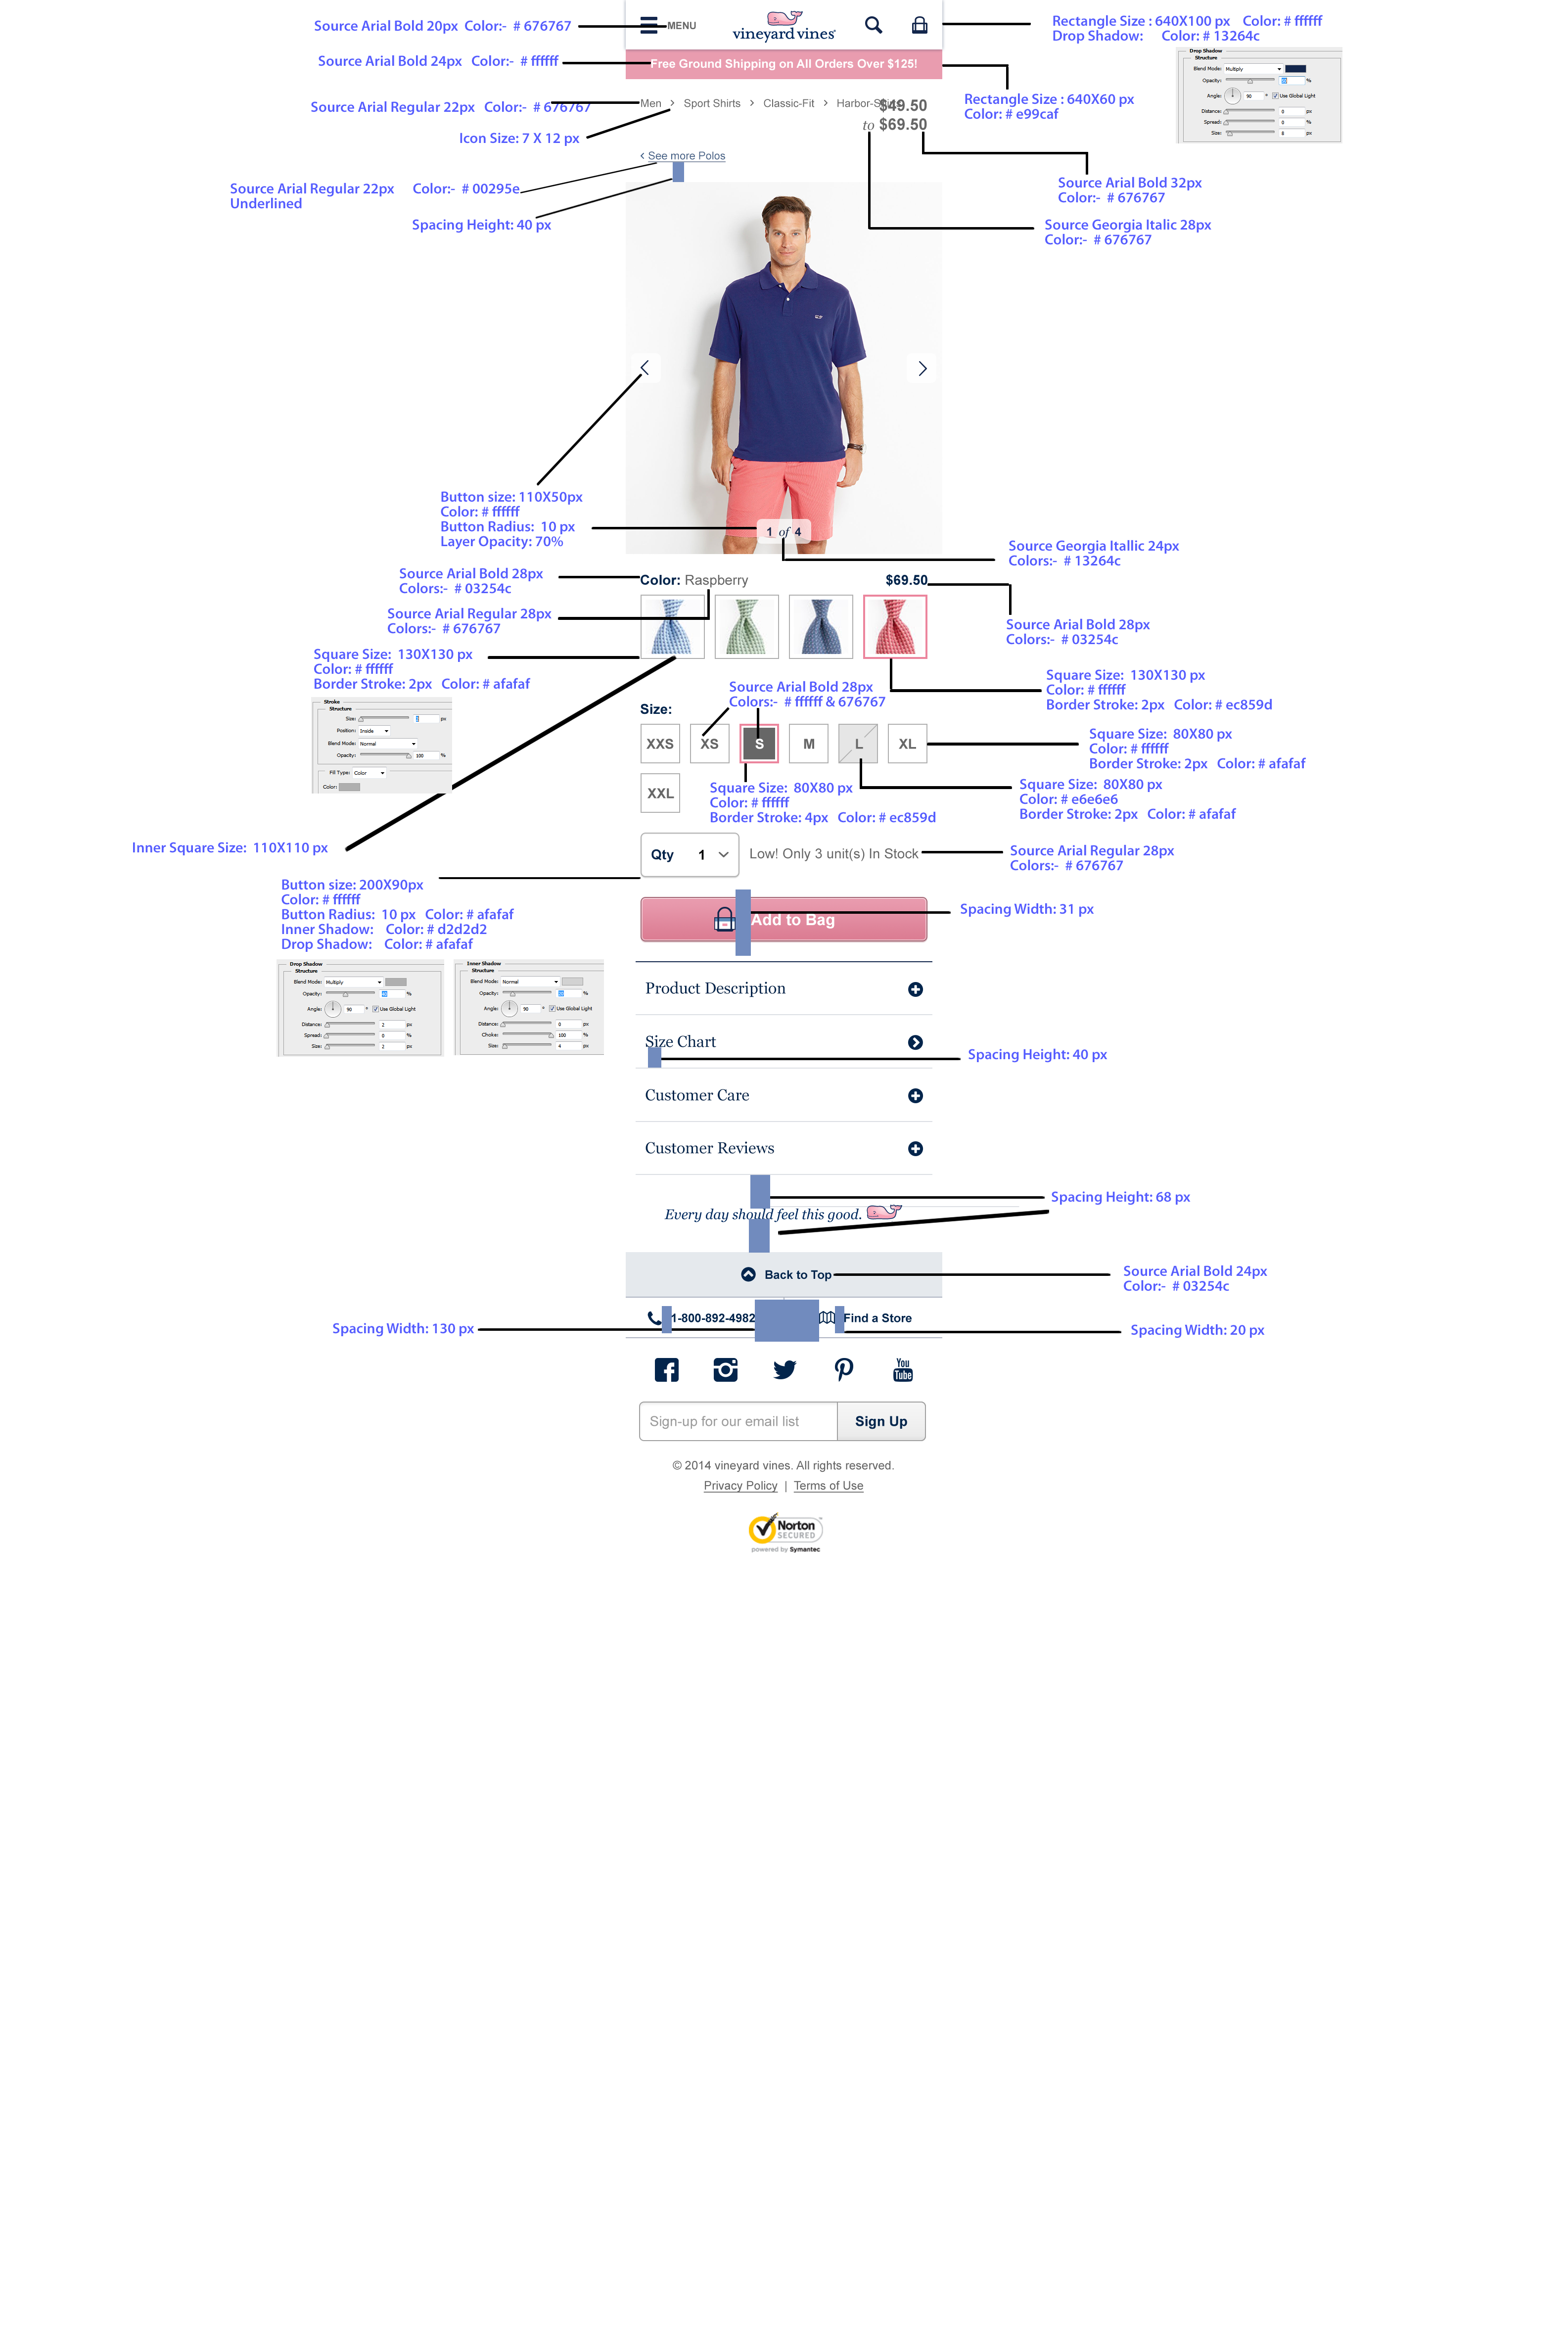 Source Arial Bold 20px Color:- # 676767
MENU
vineyard vines®
Rectangle Size : 640X100 px Color: # ffffff
Drop Shadow: Color: # 13264c
Source Arial Bold 24px Color:- # ffffff
Free Ground Shipping on All Orders Over $125!
Drop Shadow
Structure
Blend Mode: Multiply
Opacity: %
Angle: 90 ° Use Global Light
Distance: 0 px
Spread: 0 %
Size: 8 px
Rectangle Size : 640X60 px
Color: # e99caf
Source Arial Regular 22px Color:- # 676767
Men > Sport Shirts > Classic-Fit > Harbor-
$49.50
to $69.50
Icon Size: 7 X 12 px
< See more Polos
Source Arial Regular 22px Color:- # 00295e
Underlined
Spacing Height: 40 px
Source Arial Bold 32px
Color:- # 676767
Source Georgia Italic 28px
Color:- # 676767
Button size: 110X50px
Color: # ffffff
Button Radius: 10 px
Layer Opacity: 70%
1 of 4
Source Georgia Itallic 24px
Colors:- # 13264c
Source Arial Bold 28px
Colors:- # 03254c
Color: Raspberry
$69.50
Source Arial Regular 28px
Colors:- # 676767
Source Arial Bold 28px
Colors:- # 03254c
Square Size: 130X130 px
Color: # ffffff
Border Stroke: 2px Color: # afafaf
Square Size: 130X130 px
Color: # ffffff
Border Stroke: 2px Color: # ec859d
Source Arial Bold 28px
Colors:- # ffffff & 676767
Stroke
Structure
Size: px
Position: Inside
Blend Mode: Normal
Opacity: 100 %
Fill Type: Color
Color:
Size:
XXS XS S M L XL
XXL
Square Size: 80X80 px
Color: # ffffff
Border Stroke: 2px Color: # afafaf
Square Size: 80X80 px
Color: # ffffff
Border Stroke: 4px Color: # ec859d
Square Size: 80X80 px
Color: # e6e6e6
Border Stroke: 2px Color: # afafaf
Inner Square Size: 110X110 px
Qty 1
Low! Only 3 unit(s) In Stock
Source Arial Regular 28px
Colors:- # 676767
Button size: 200X90px
Color: # ffffff
Button Radius: 10 px Color: # afafaf
Inner Shadow: Color: # d2d2d2
Drop Shadow: Color: # afafaf
Add to Bag
Spacing Width: 31 px
Drop Shadow
Structure
Blend Mode: Multiply
Opacity: %
Angle: 90 ° Use Global Light
Distance: 2 px
Spread: 0 %
Size: 2 px
Inner Shadow
Structure
Blend Mode: Normal
Opacity: %
Angle: 90 ° Use Global Light
Distance: 0 px
Choke: 100 %
Size: 4 px
Product Description
Size Chart
Spacing Height: 40 px
Customer Care
Customer Reviews
Spacing Height: 68 px
Every day should feel this good.
Back to Top
Source Arial Bold 24px
Color:- # 03254c
Spacing Width: 130 px
1-800-892-4982
Find a Store
Spacing Width: 20 px
You
Tube
Sign-up for our email list
Sign Up
© 2014 vineyard vines. All rights reserved.
Privacy Policy | Terms of Use
Norton
SECURED
powered by Symantec